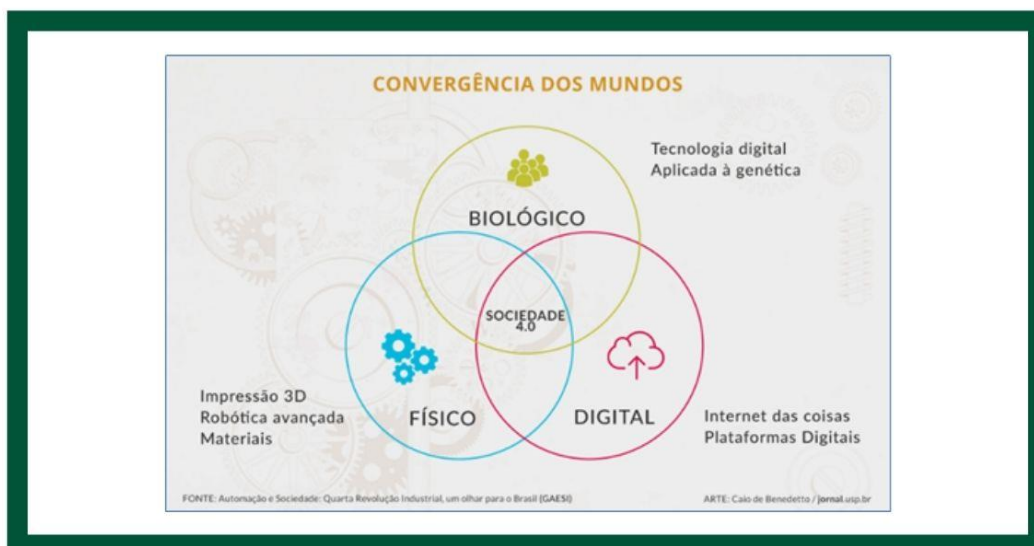 CONVERGÊNCIA DOS MUNDOS
Tecnologia digital
Aplicada à genética
BIOLÓGICO
SOCIEDADE
4.0
Impressão 3D
Robótica avançada
Materiais
FÍSICO
DIGITAL
Internet das coisas
Plataformas Digitais
FONTE: Automação e Sociedade: Quarta Revolução Industrial, um olhar para o Brasil (GAESI)
ARTE: Caio de Benedetto / jornal.usp.br